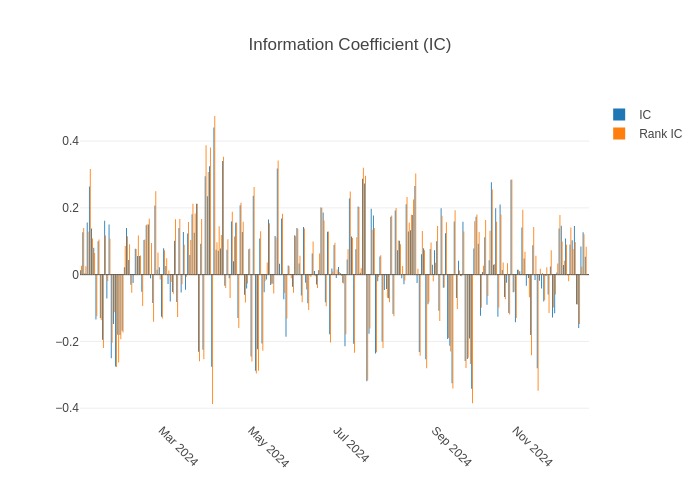 Information Coefficient (IC)
IC
Rank IC
0.4
0.2
0
−0.2
−0.4
Mar 2024
May 2024
Jul 2024
Sep 2024
Nov 2024